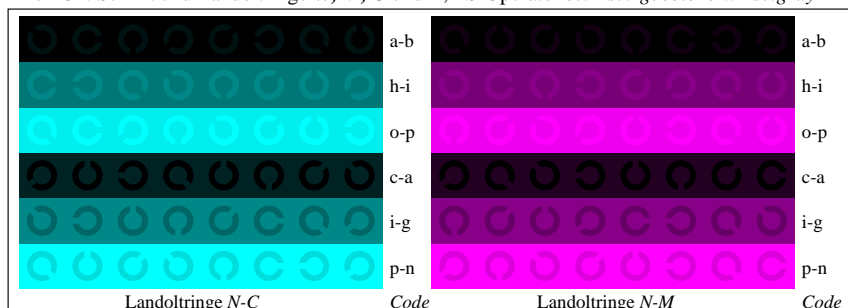 a-b
a-b
h-i
h-i
o-p
o-p
c-a
c-a
i-g
i-g
p-n
p-n
Landoltringe N-C Code Landoltringe N-M Code